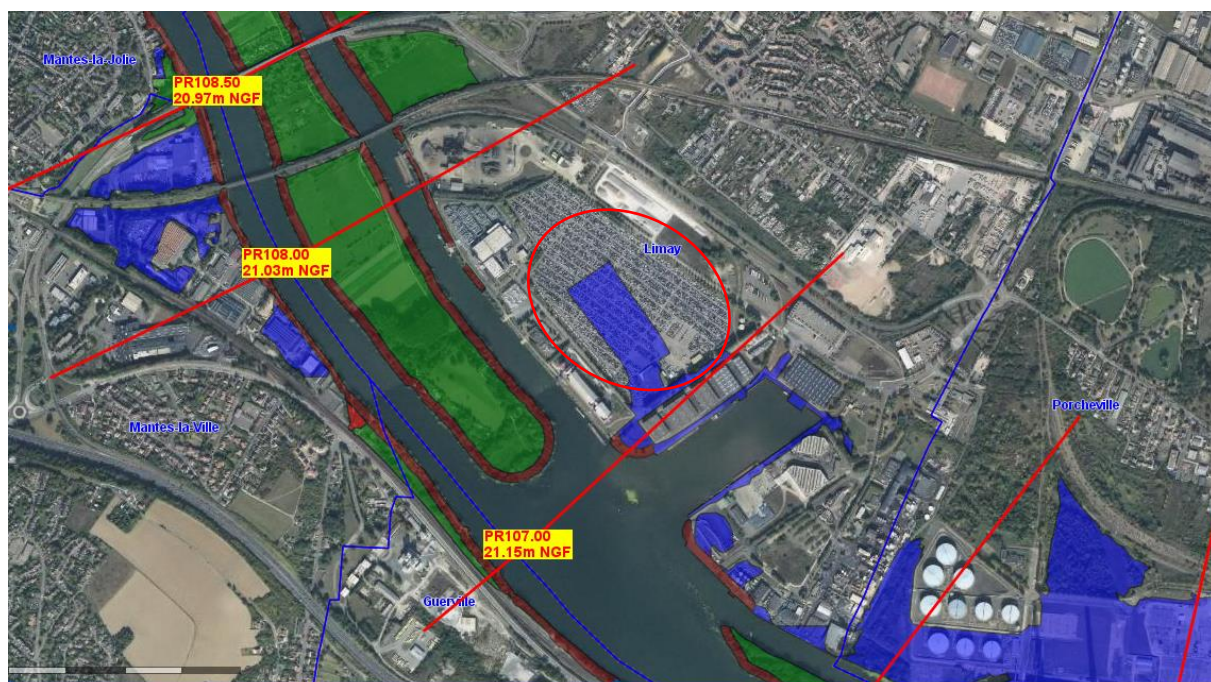 Mantes-la-Jolie
PR108.50
20.97m NGF
Limay
PR108.00
21.03m NGF
Porcheville
Mantes-la-Ville
PR107.00
21.15m NGF
Guerville